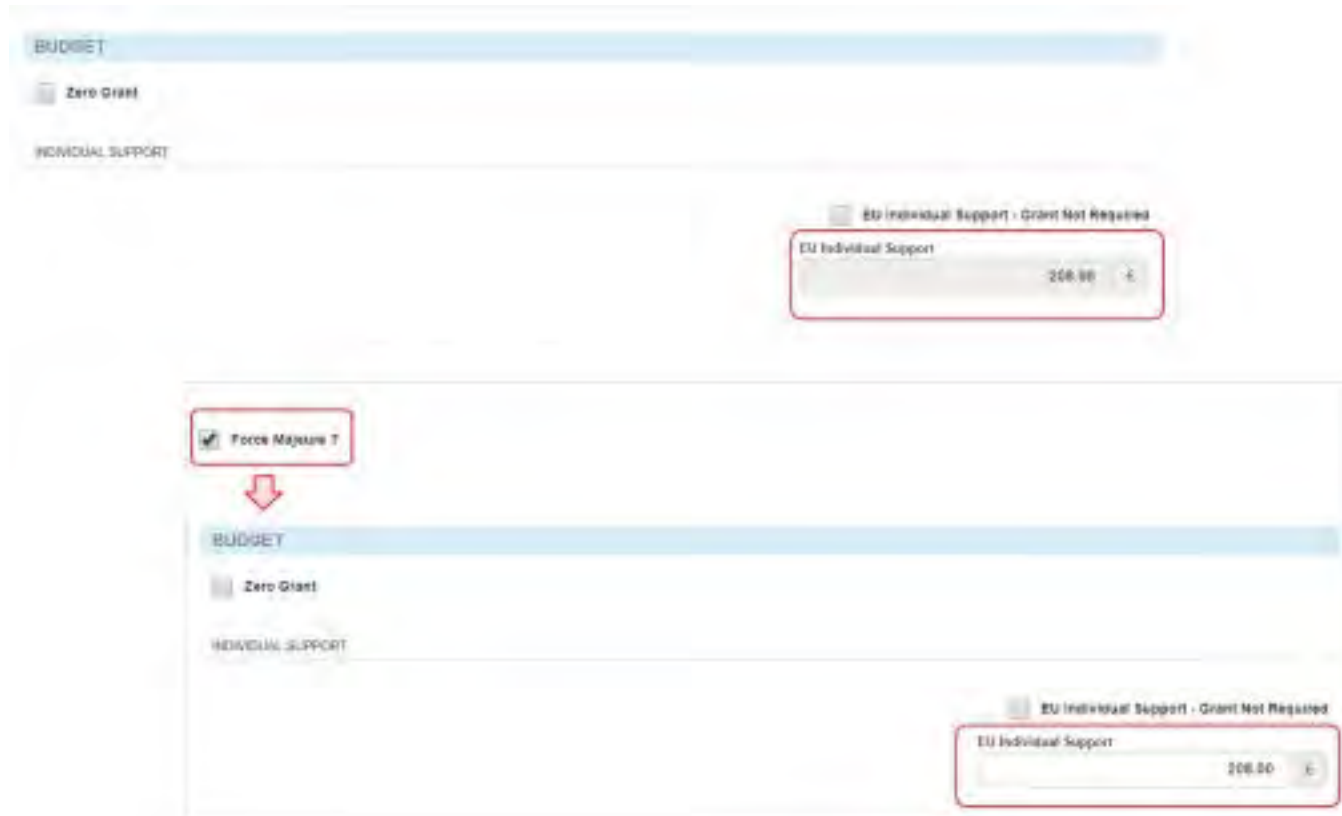 BUDGET
Zero Grant
INDIVIDUAL SUPPORT
EU Individual Support - Grant Not Required
EU Individual Support
208.00 €
Force Majeure ?
BUDGET
Zero Grant
INDIVIDUAL SUPPORT
EU Individual Support - Grant Not Required
EU Individual Support
208.00 €